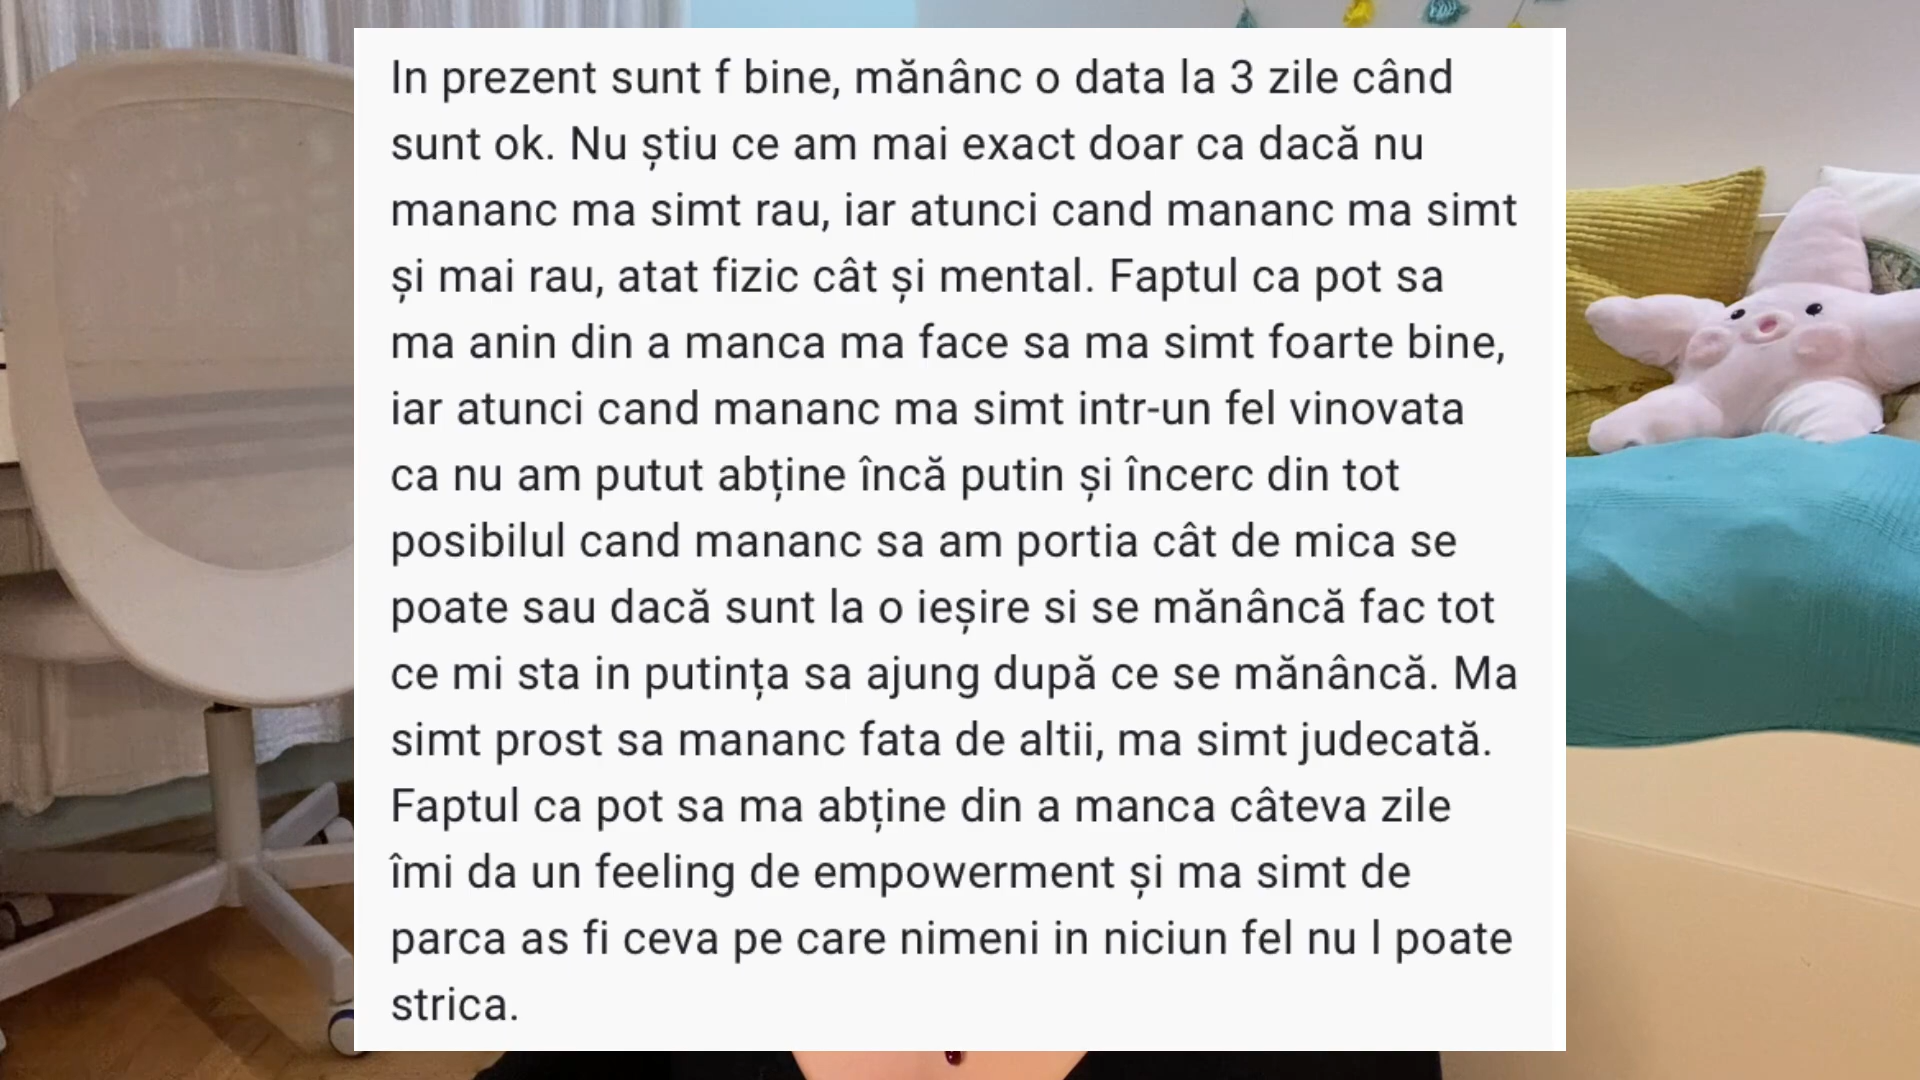 In prezent sunt f bine, mănânc o data la 3 zile când
sunt ok. Nu știu ce am mai exact doar ca dacă nu
mananc ma simt rau, iar atunci cand mananc ma simt
și mai rau, atat fizic cât și mental. Faptul ca pot sa
ma anin din a manca ma face sa ma simt foarte bine,
iar atunci cand mananc ma simt intr-un fel vinovata
ca nu am putut abține încă putin și încerc din tot
posibilul cand mananc sa am portia cât de mica se
poate sau dacă sunt la o ieșire si se mănâncă fac tot
ce mi sta in putința sa ajung după ce se mănâncă. Ma
simt prost sa mananc fata de altii, ma simt judecată.
Faptul ca pot sa ma abține din a manca câteva zile
îmi da un feeling de empowerment și ma simt de
parca as fi ceva pe care nimeni in niciun fel nu l poate
strica.